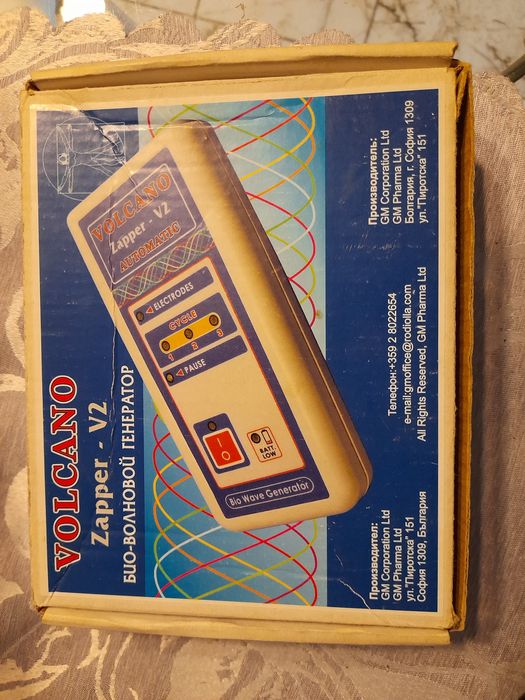 VOLCANO
Zapper - V2
БИО-ВОЛНОВОЙ ГЕНЕРАТОР
VOLCANO
Zapper - V2
AUTOMATIC
ELECTRODES
CYCLE
1 2 3
PAUSE
I
O
BATT.
LOW
Bio Wave Generator
Производител:
GM Corporation Ltd
GM Pharma Ltd
ул."Пиротска" 151
София 1309, България
Телефон:+359 2 8022654
e-mail:gmoffice@rodiolla.com
All Rights Reserved, GM Pharma Ltd
Производитель:
GM Corporation Ltd
GM Pharma Ltd
Болгария, г. София 1309
ул."Пиротска" 151